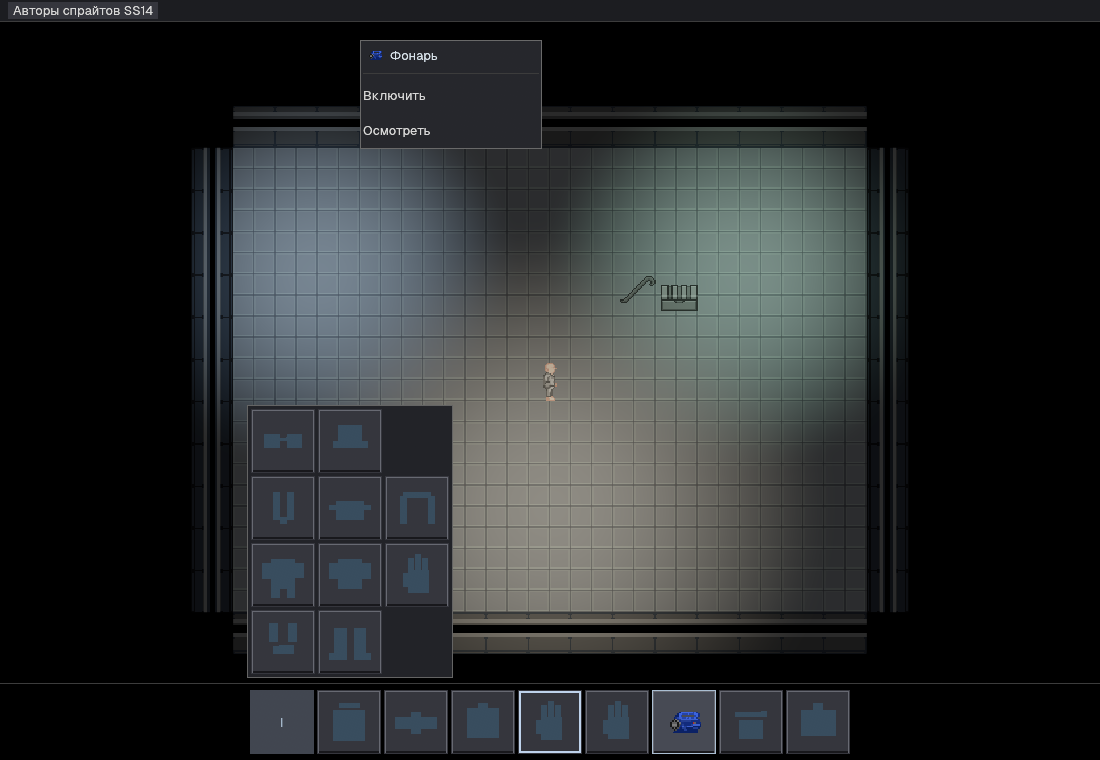 Авторы спрайтов SS14
Фонарь
Включить
Осмотреть
I